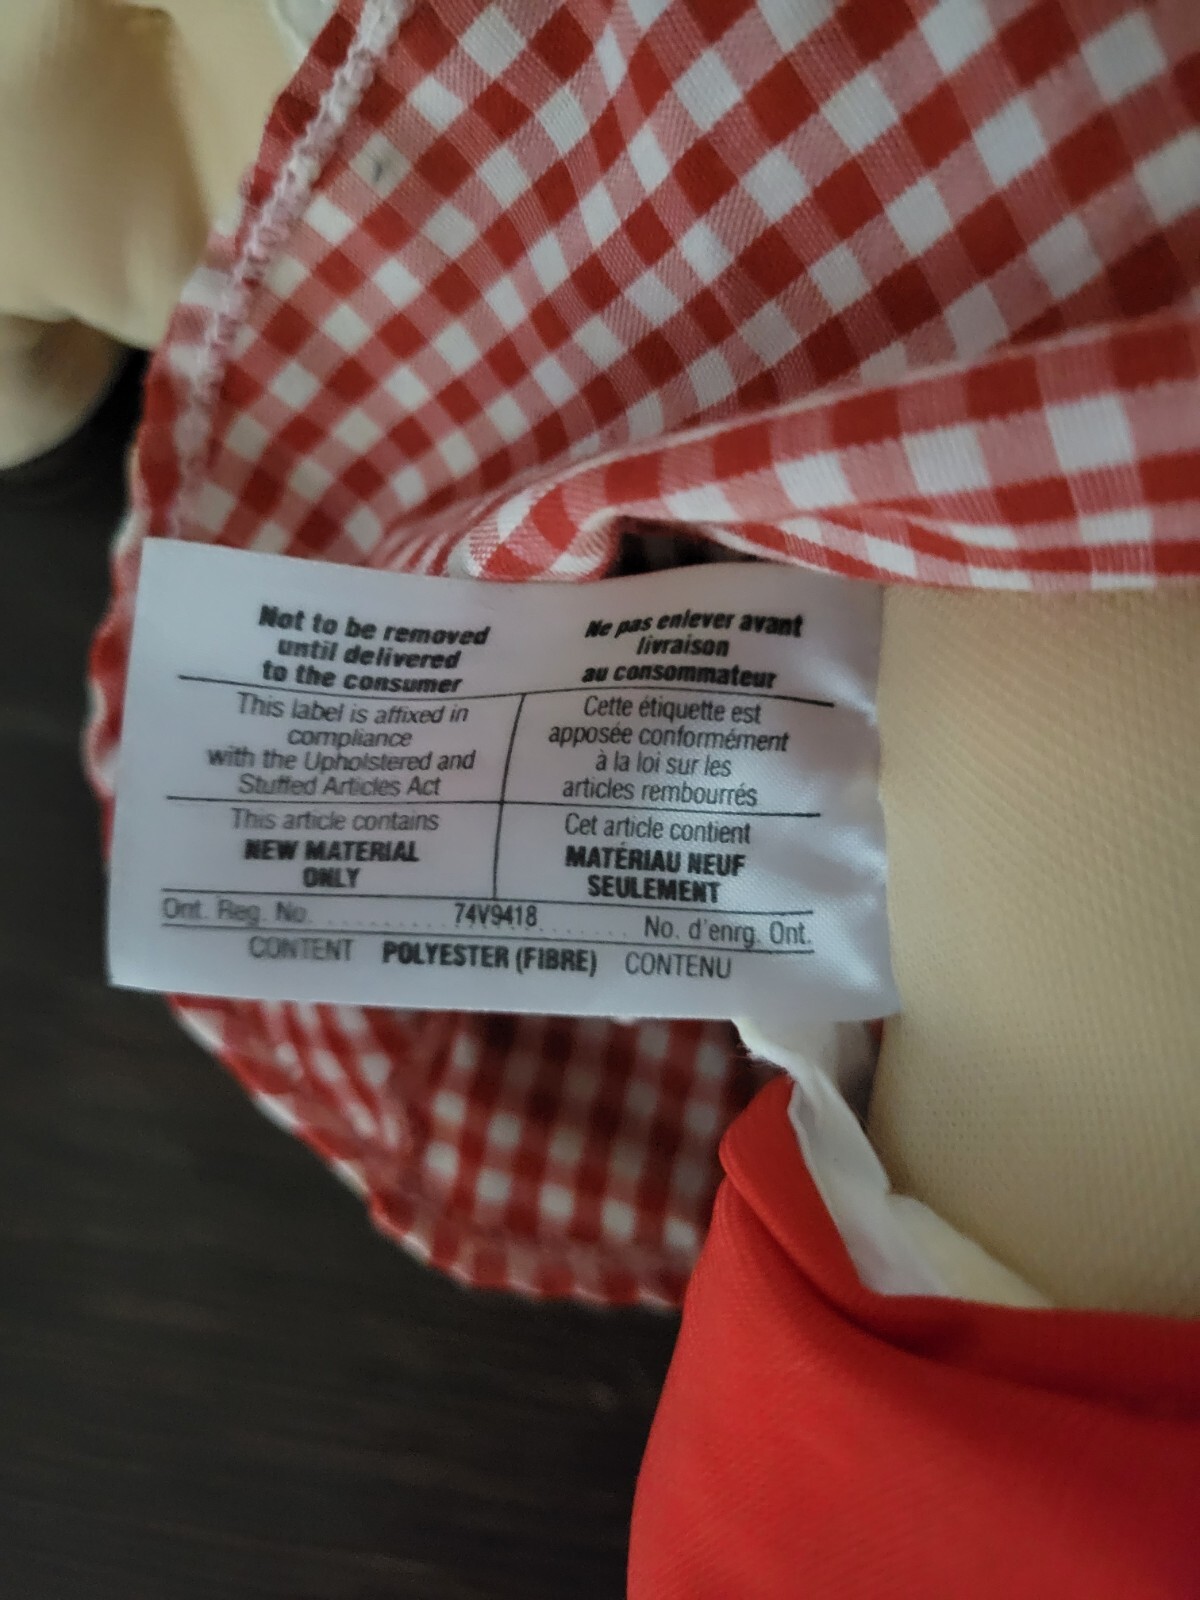 Not to be removed
until delivered
to the consumer
Ne pas enlever avant
livraison
au consommateur
This label is affixed in
compliance
with the Upholstered and
Stuffed Articles Act
Cette étiquette est
apposée conformément
à la loi sur les
articles rembourrés
This article contains
NEW MATERIAL
ONLY
Cet article contient
MATÉRIAU NEUF
SEULEMENT
Ont. Reg. No. .......... 74V9418 ....... No. d'enrg. Ont.
CONTENT POLYESTER (FIBRE) CONTENU